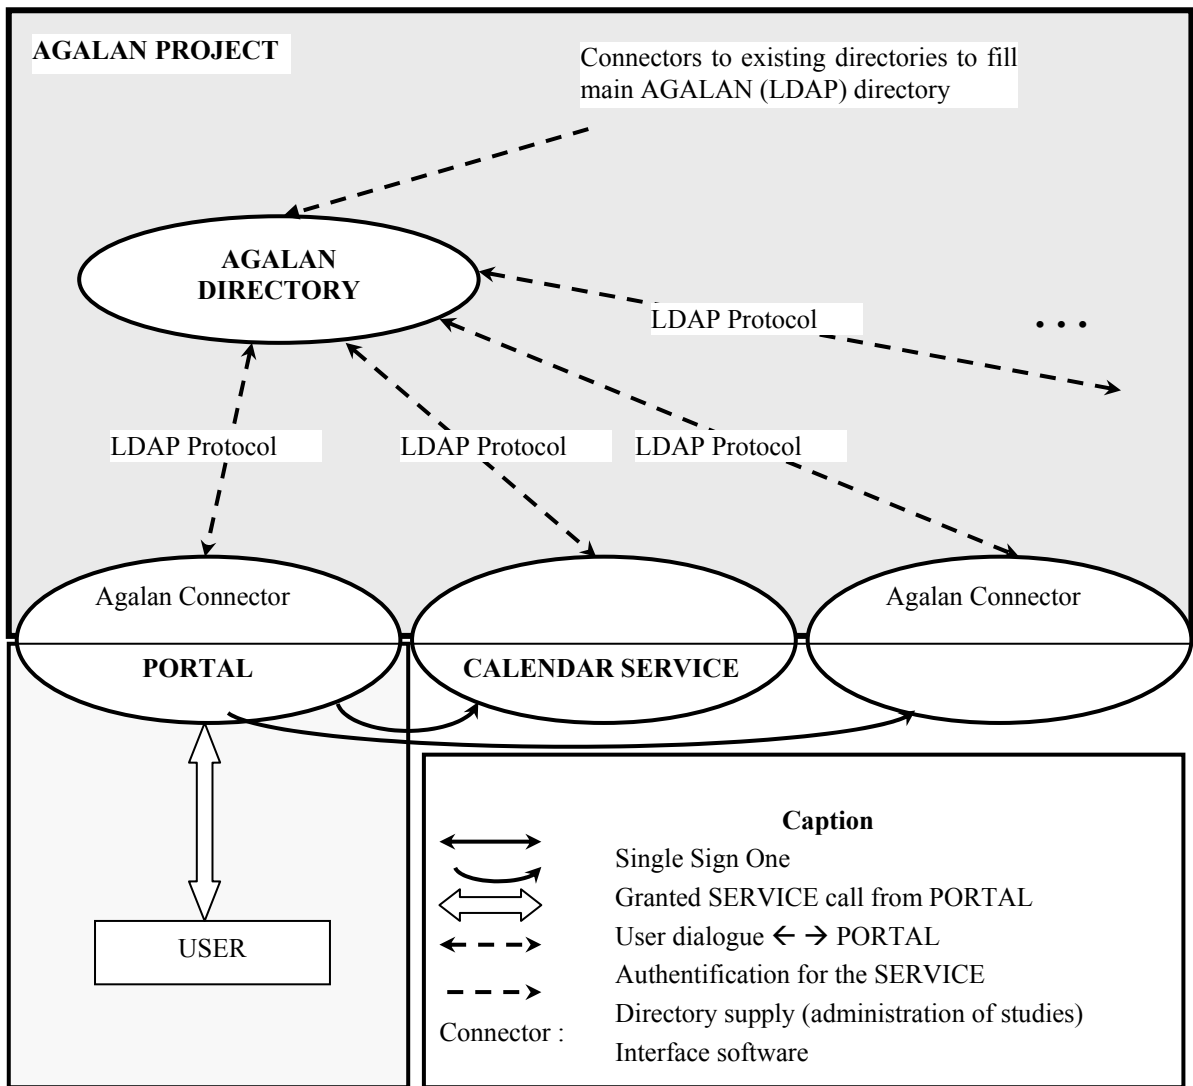 AGALAN PROJECT
Connectors to existing directories to fill
main AGALAN (LDAP) directory
AGALAN
DIRECTORY
LDAP Protocol
. . .
LDAP Protocol
LDAP Protocol
LDAP Protocol
Agalan Connector
Agalan Connector
PORTAL
CALENDAR SERVICE
USER
Caption
Single Sign One
Granted SERVICE call from PORTAL
User dialogue ← → PORTAL
Authentification for the SERVICE
Directory supply (administration of studies)
Connector :
Interface software